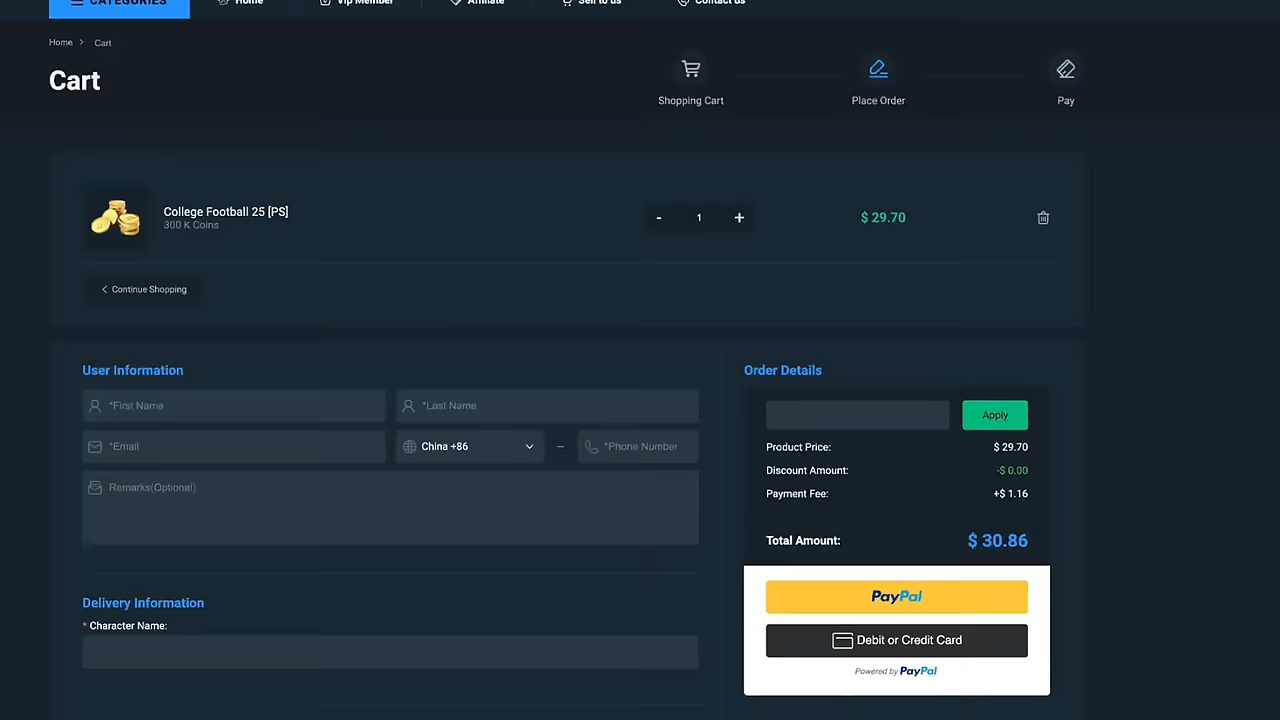 CATEGORIES
Home
Vip Member
Affiliate
Sell to us
Contact us
Home > Cart
Cart
Shopping Cart
Place Order
Pay
College Football 25 [PS]
300 K Coins
- 1 +
$ 29.70
< Continue Shopping
User Information
*First Name
*Last Name
*Email
China +86
–
*Phone Number
Remarks(Optional)
Delivery Information
* Character Name:
Order Details
Apply
Product Price: $ 29.70
Discount Amount: -$ 0.00
Payment Fee: +$ 1.16
Total Amount: $ 30.86
PayPal
Debit or Credit Card
Powered by PayPal